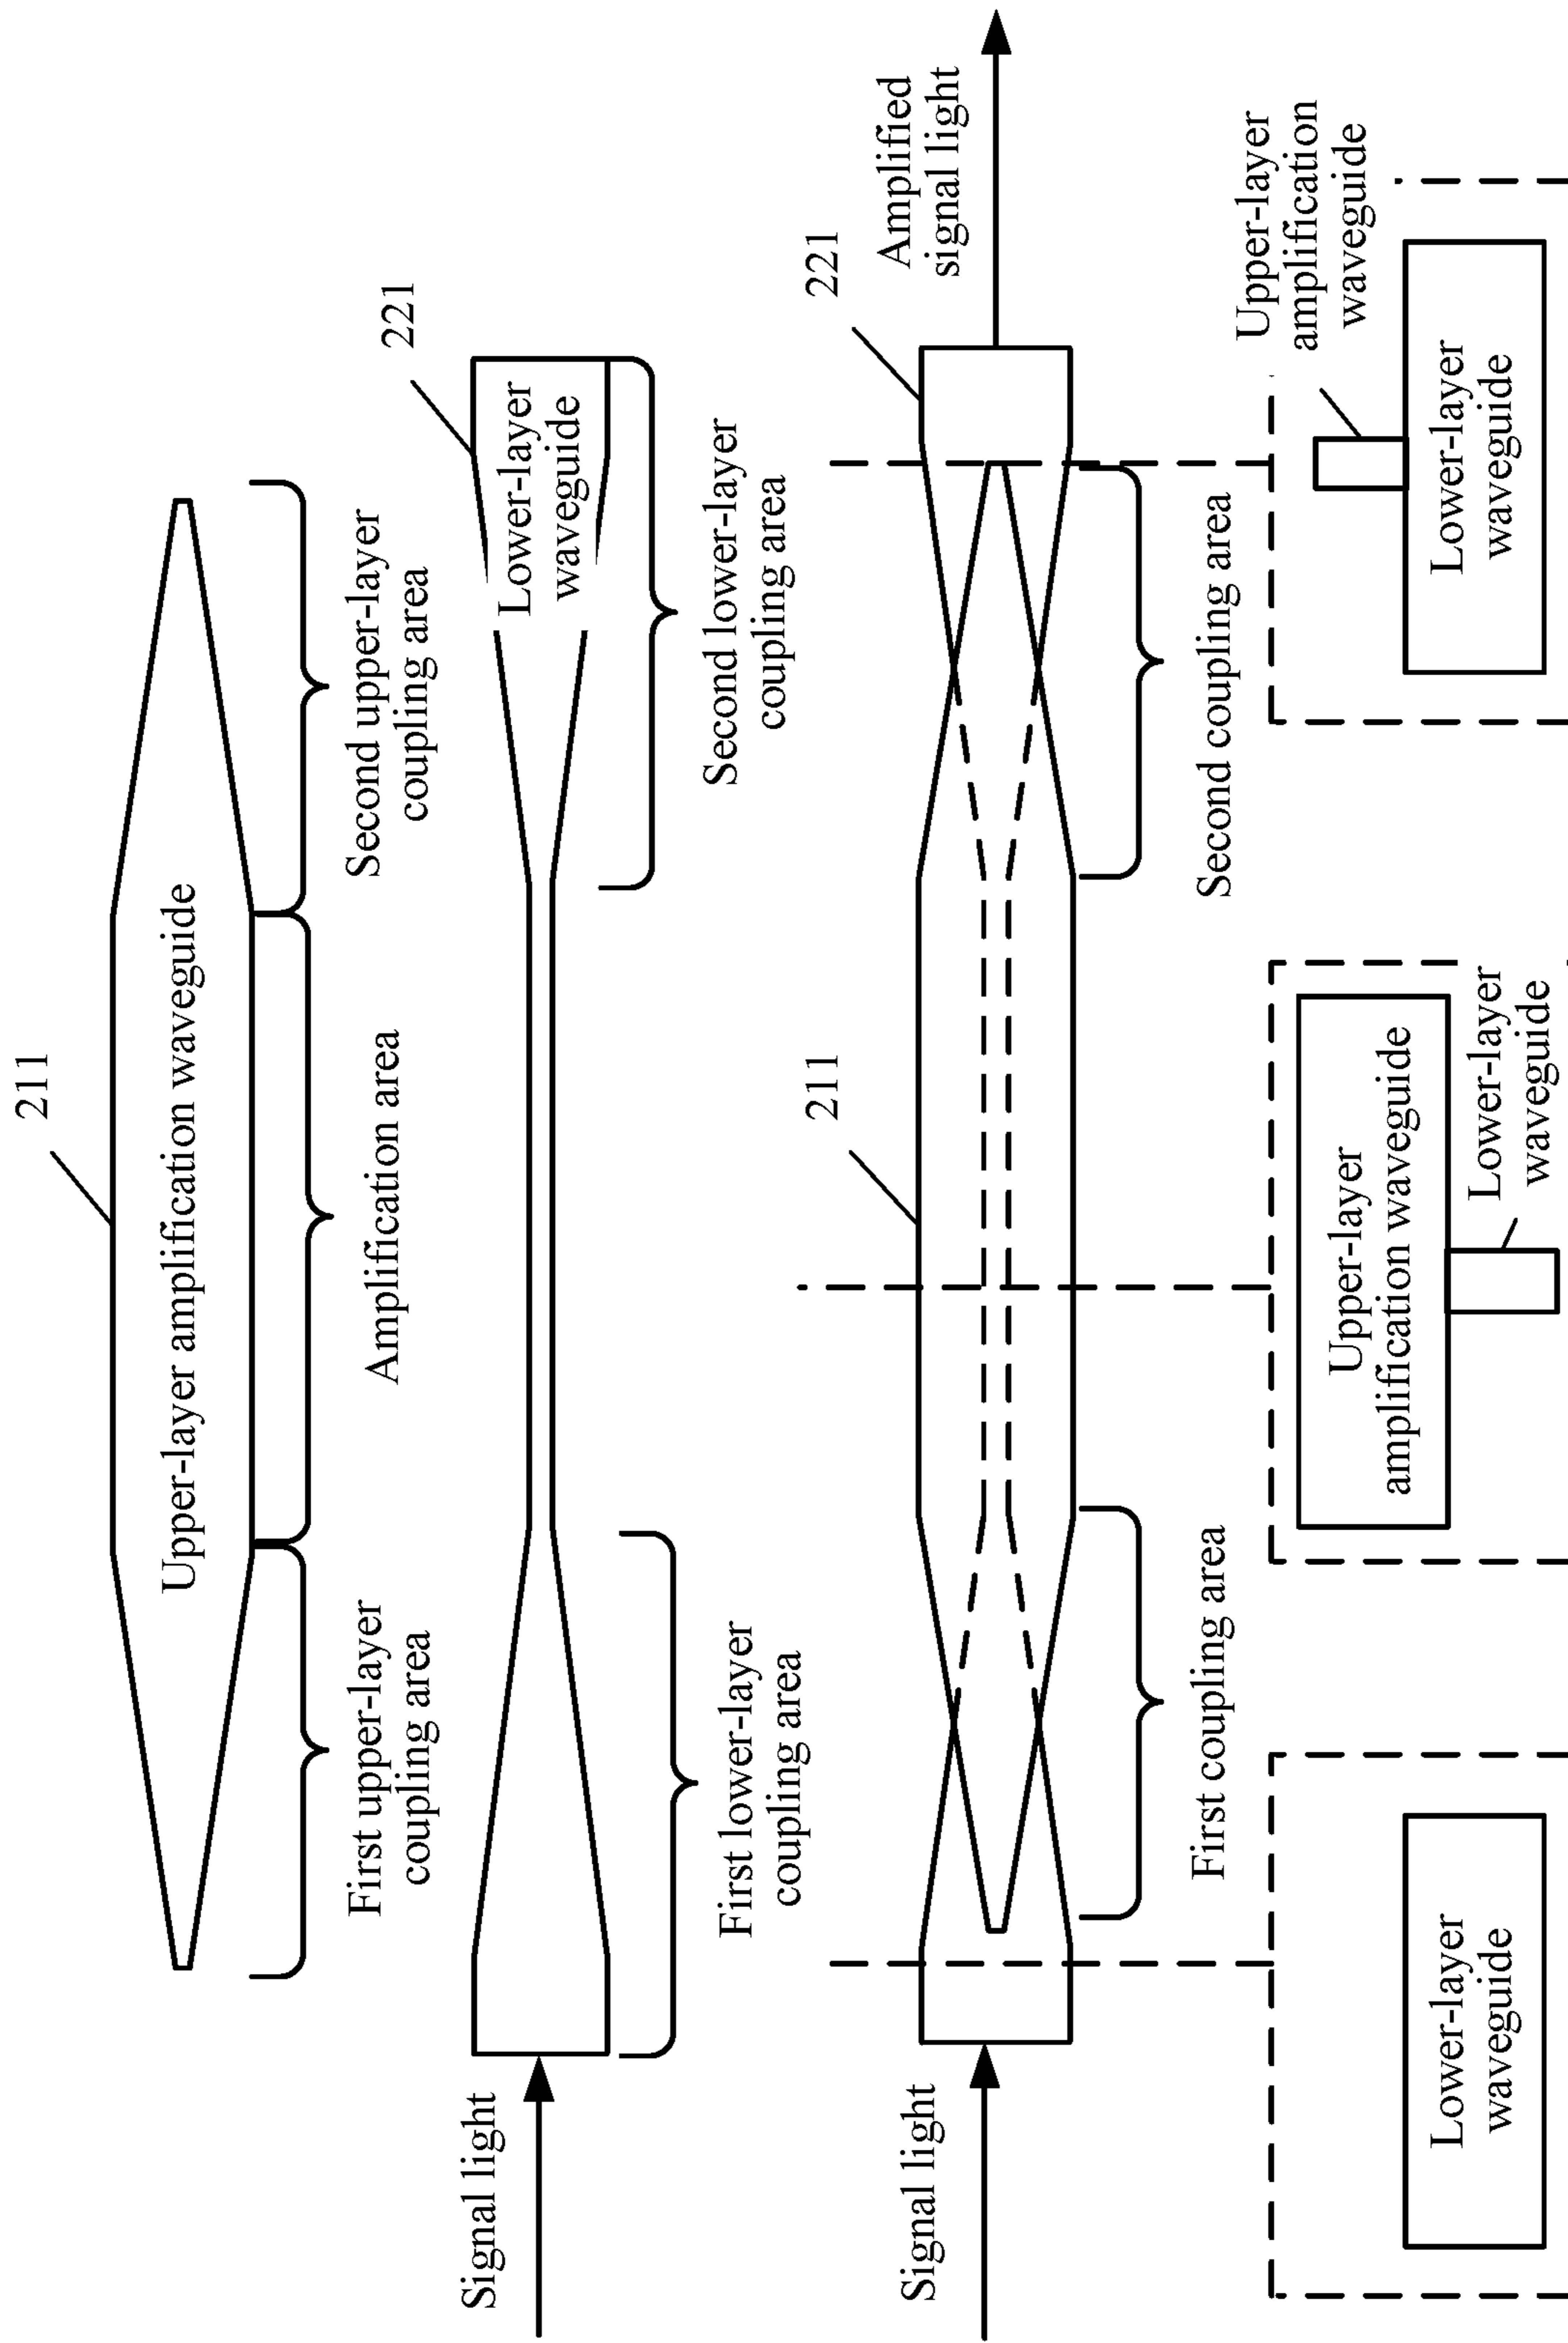 211
Upper-layer amplification waveguide
First upper-layer
coupling area
Amplification area
Second upper-layer
coupling area
221
Signal light
Lower-layer
waveguide
First lower-layer
coupling area
Second lower-layer
coupling area
211
221
Signal light
Amplified
signal light
First coupling area
Second coupling area
Lower-layer
waveguide
Upper-layer
amplification waveguide
Lower-layer
waveguide
Upper-layer
amplification
waveguide
Lower-layer
waveguide